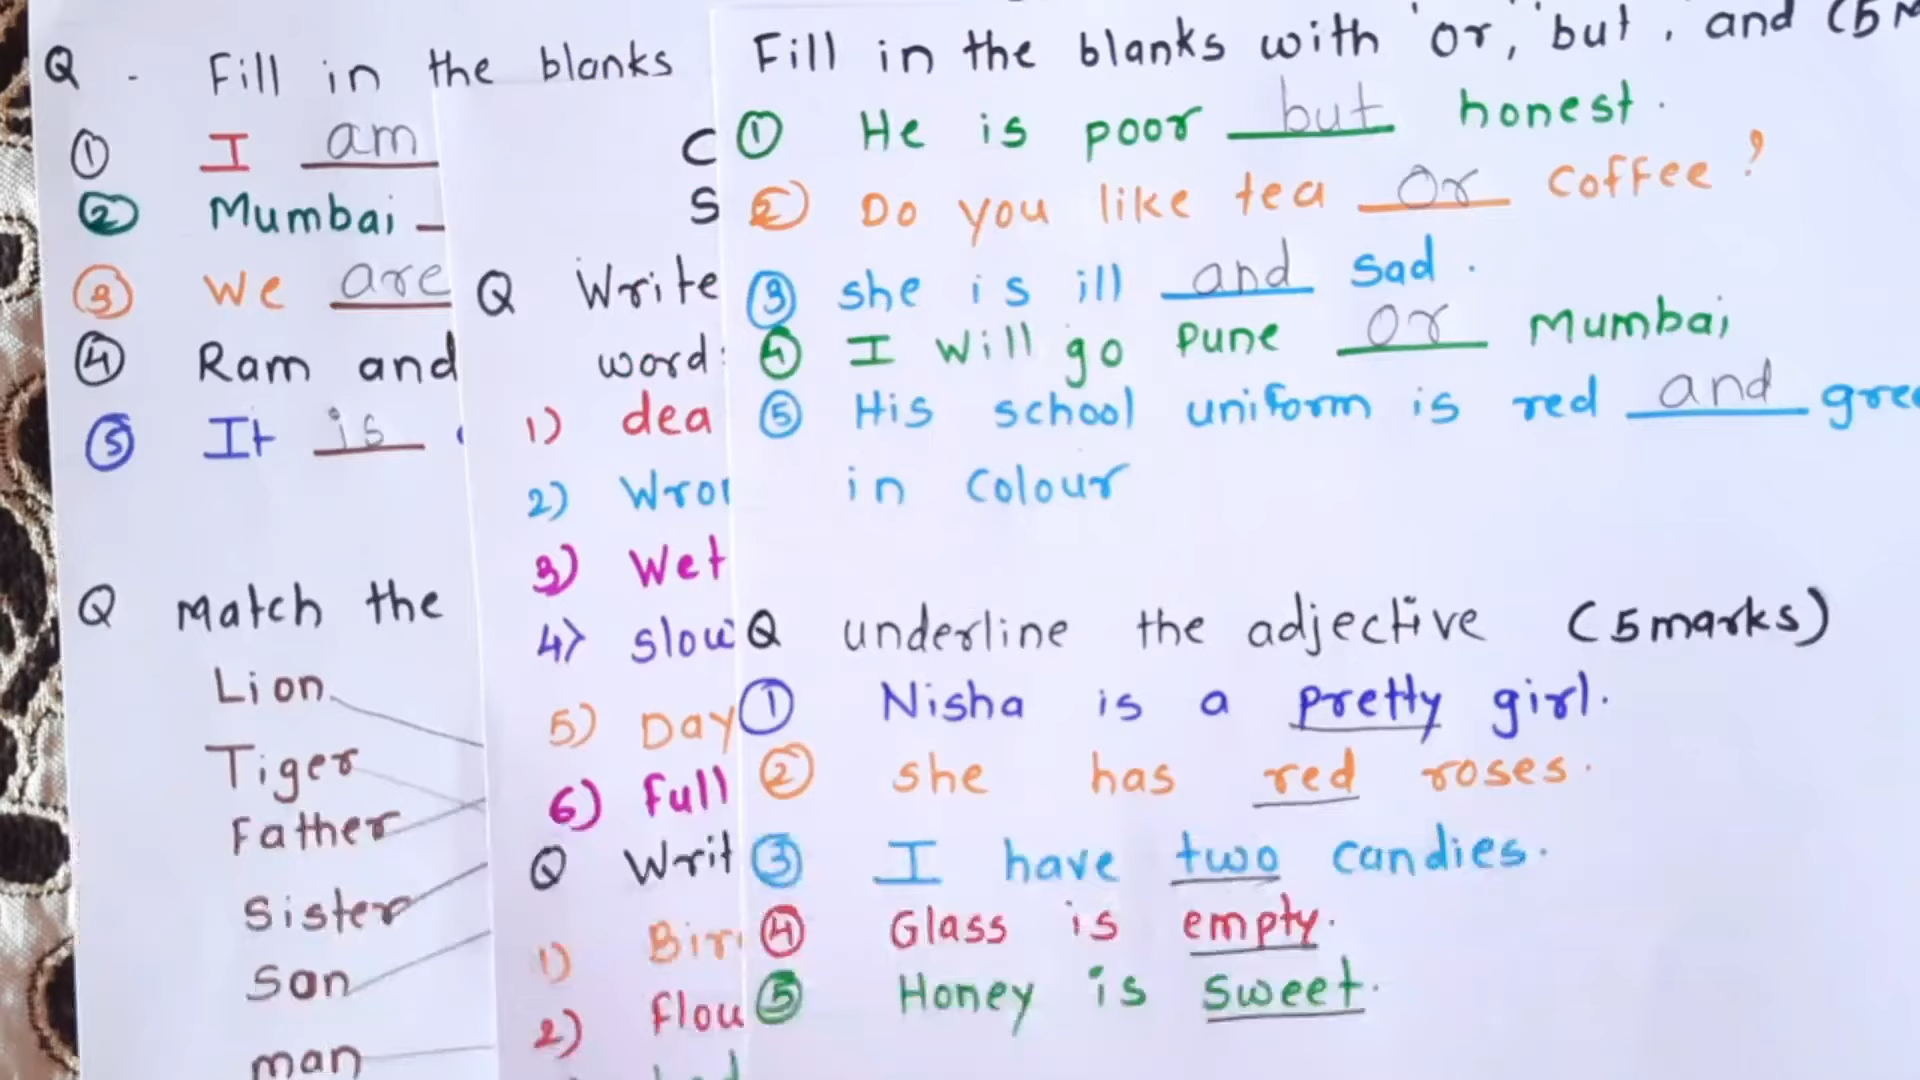 Q. Fill in the blanks
① I am
② Mumbai
③ We are
④ Ram and
⑤ It is
Q Match the
Lion
Tiger
Father
Sister
Son
man
Q Write
word
1) dea
2) Wro
3) Wet
4) slow
5) Day
6) Full
Q Writ
1) Bir
2) flou
Fill in the blanks with 'or, 'but, 'and (5
① He is poor but honest.
② Do you like tea or coffee?
③ she is ill and sad.
④ I will go Pune or Mumbai
⑤ His school uniform is red and gree
in colour
Q underline the adjective (5 marks)
① Nisha is a pretty girl.
② she has red roses.
③ I have two candies.
④ Glass is empty.
⑤ Honey is sweet.